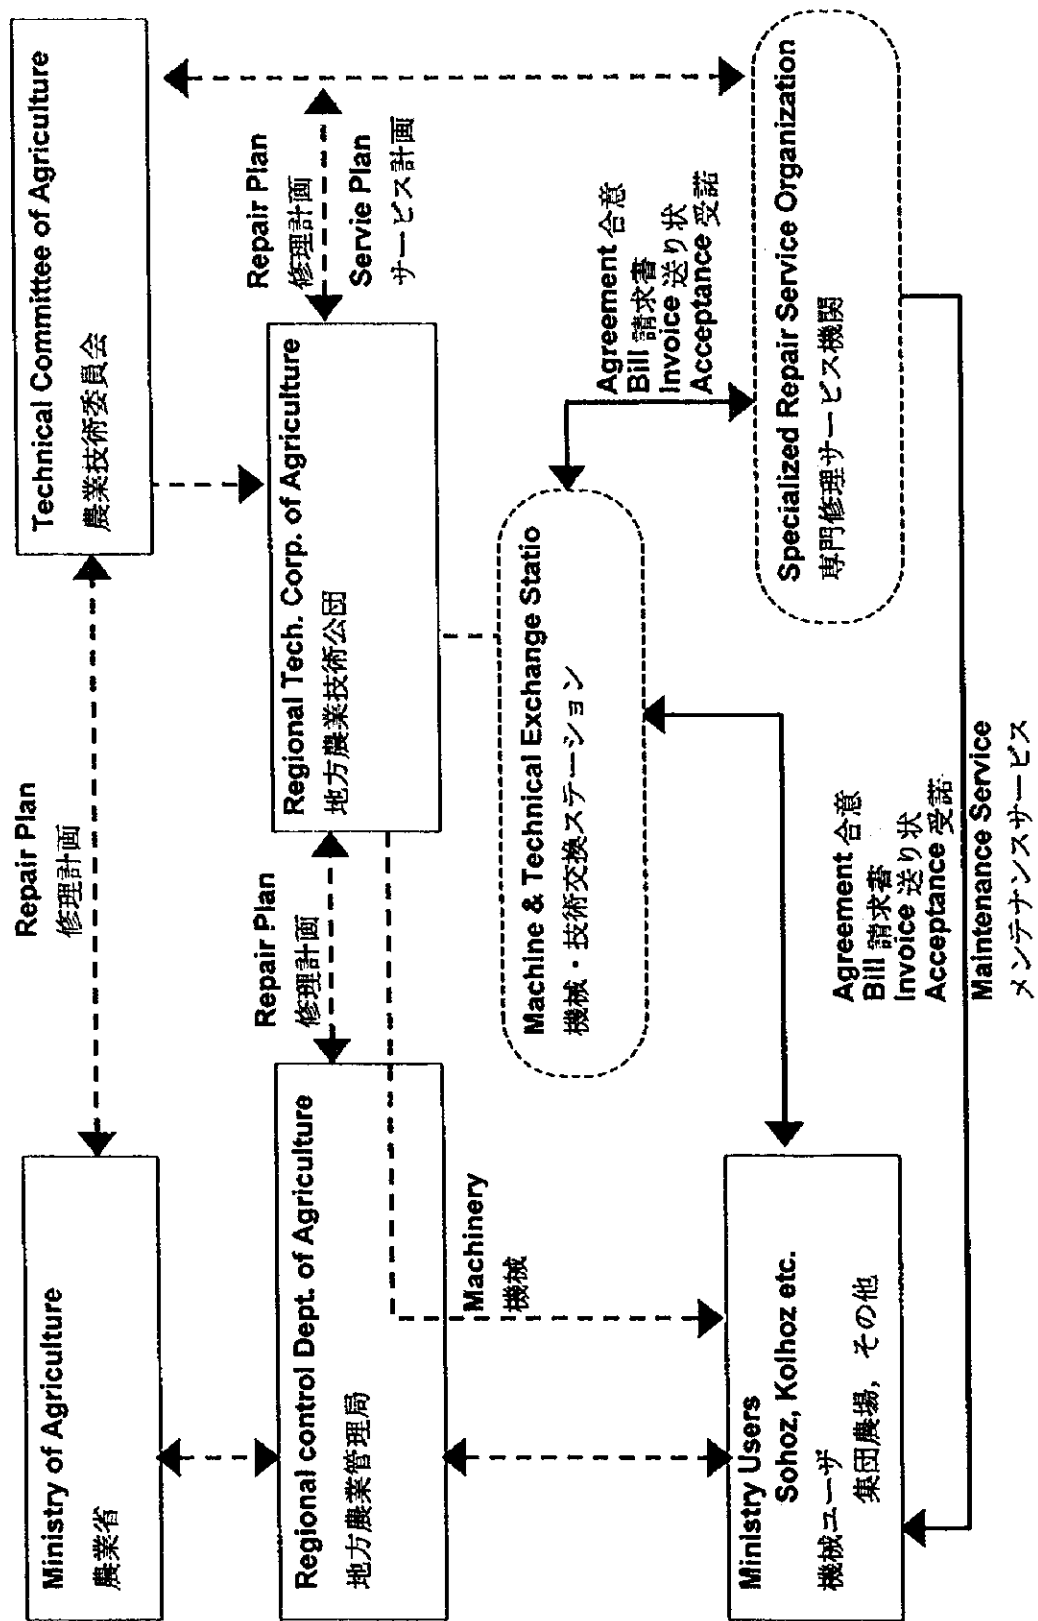 Ministry of Agriculture
農業省
Repair Plan
修理計画
Technical Committee of Agriculture
農業技術委員会
Regional control Dept. of Agriculture
地方農業管理局
Repair Plan
修理計画
Regional Tech. Corp. of Agriculture
地方農業技術公団
Repair Plan
修理計画
Servie Plan
サービス計画
Machinery
機械
Machine & Technical Exchange Statio
機械・技術交換ステーション
Agreement 合意
Bill 請求書
Invoice 送り状
Acceptance 受諾
Ministry Users
Sohoz, Kolhoz etc.
機械ユーザ
集団農場，その他
Specialized Repair Service Organization
専門修理サービス機関
Agreement 合意
Bill 請求書
Invoice 送り状
Acceptance 受諾
Maintenance Service
メンテナンスサービス